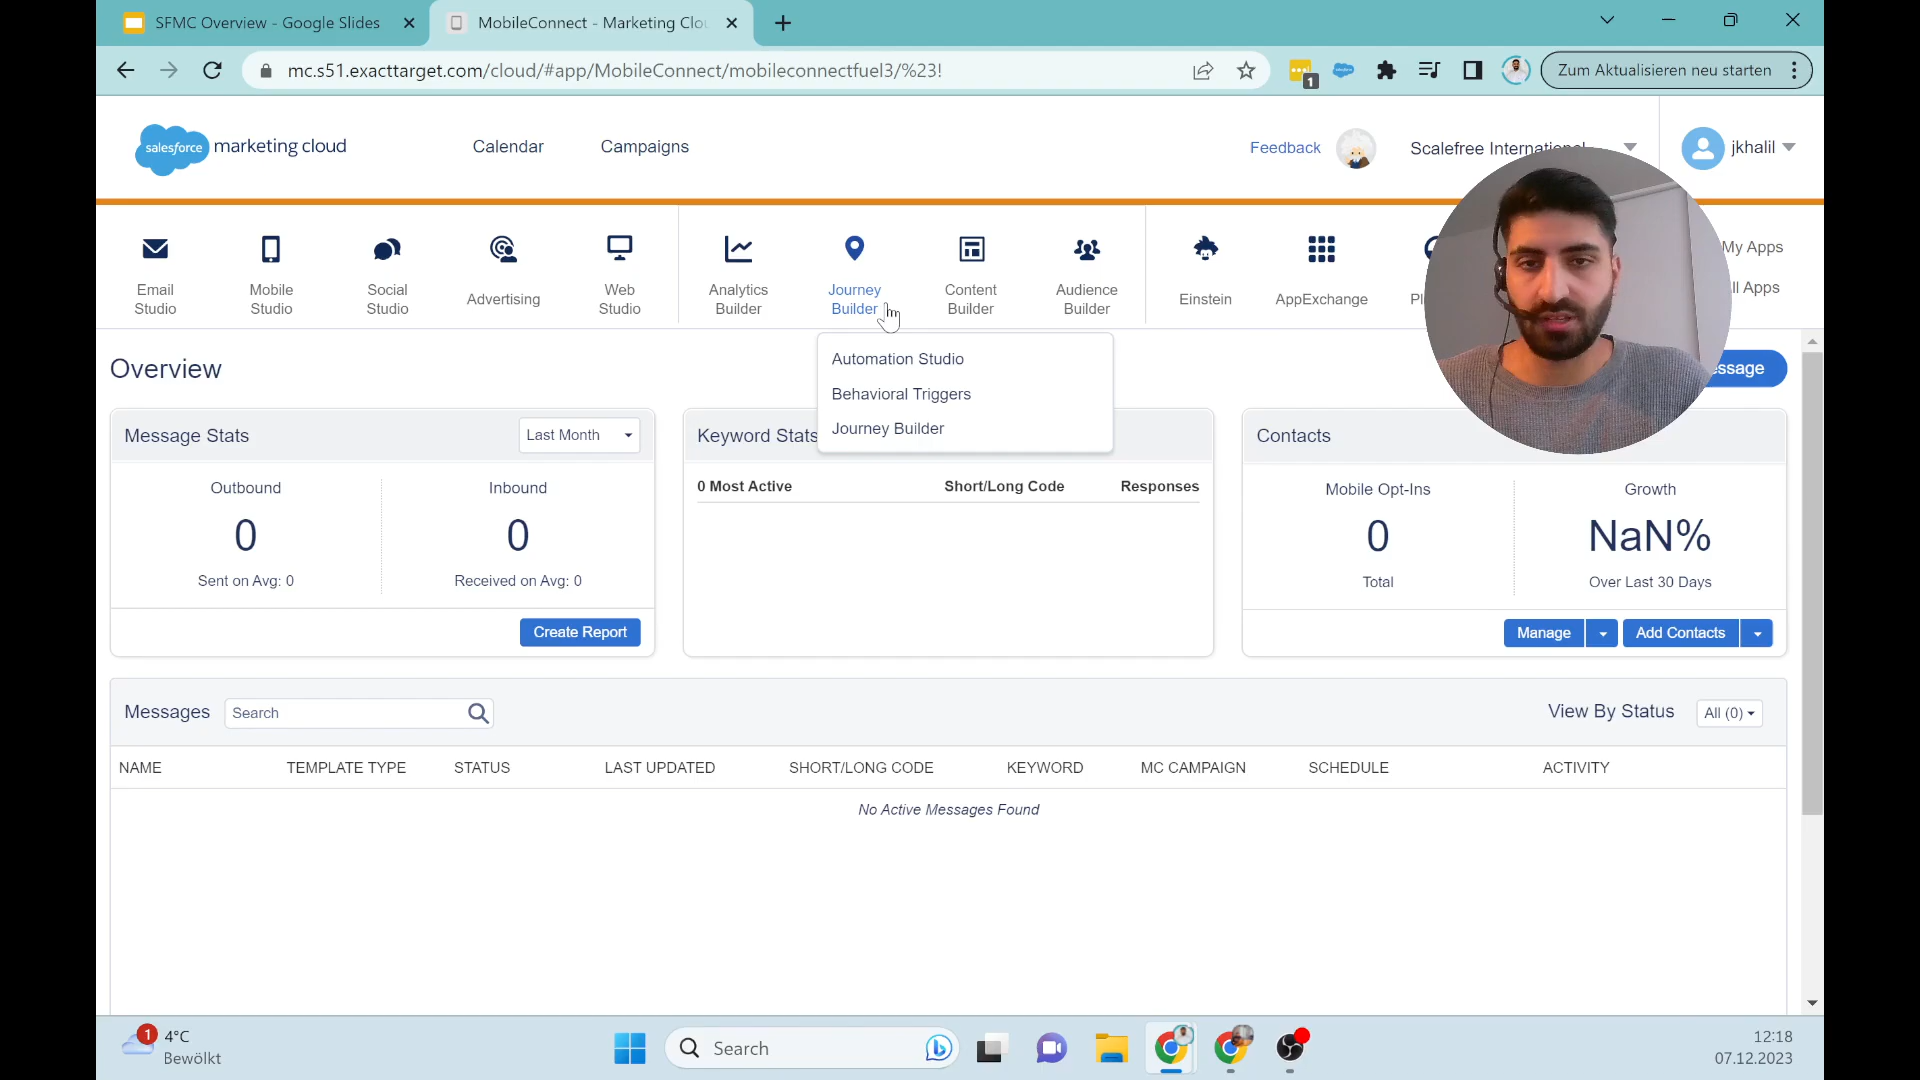 SFMC Overview - Google Slides
MobileConnect - Marketing Clou
mc.s51.exacttarget.com/cloud/#app/MobileConnect/mobileconnectfuel3/%23!
1
Zum Aktualisieren neu starten
salesforce marketing cloud
Calendar
Campaigns
Feedback
Scalefree International
jkhalil
Email Studio
Mobile Studio
Social Studio
Advertising
Web Studio
Analytics Builder
Journey Builder
Content Builder
Audience Builder
Einstein
AppExchange
Pl
My Apps
ll Apps
Automation Studio
Behavioral Triggers
Journey Builder
Overview
ssage
Message Stats
Last Month
Keyword Stats
Contacts
Outbound
Inbound
0
0
Sent on Avg: 0
Received on Avg: 0
Create Report
0 Most Active
Short/Long Code
Responses
Mobile Opt-Ins
Growth
0
NaN%
Total
Over Last 30 Days
Manage
Add Contacts
Messages
Search
View By Status
All (0)
NAME
TEMPLATE TYPE
STATUS
LAST UPDATED
SHORT/LONG CODE
KEYWORD
MC CAMPAIGN
SCHEDULE
ACTIVITY
No Active Messages Found
1
4°C
Bewölkt
Search
12:18
07.12.2023